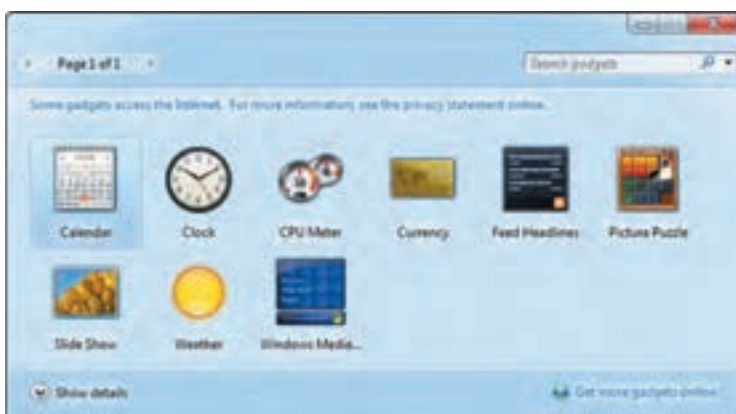 Page 1 of 1
Search gadgets
Some gadgets access the Internet. For more information, see the privacy statement online.
Calendar Clock CPU Meter Currency Feed Headlines Picture Puzzle
Slide Show Weather Windows Media...
Show details Get more gadgets online